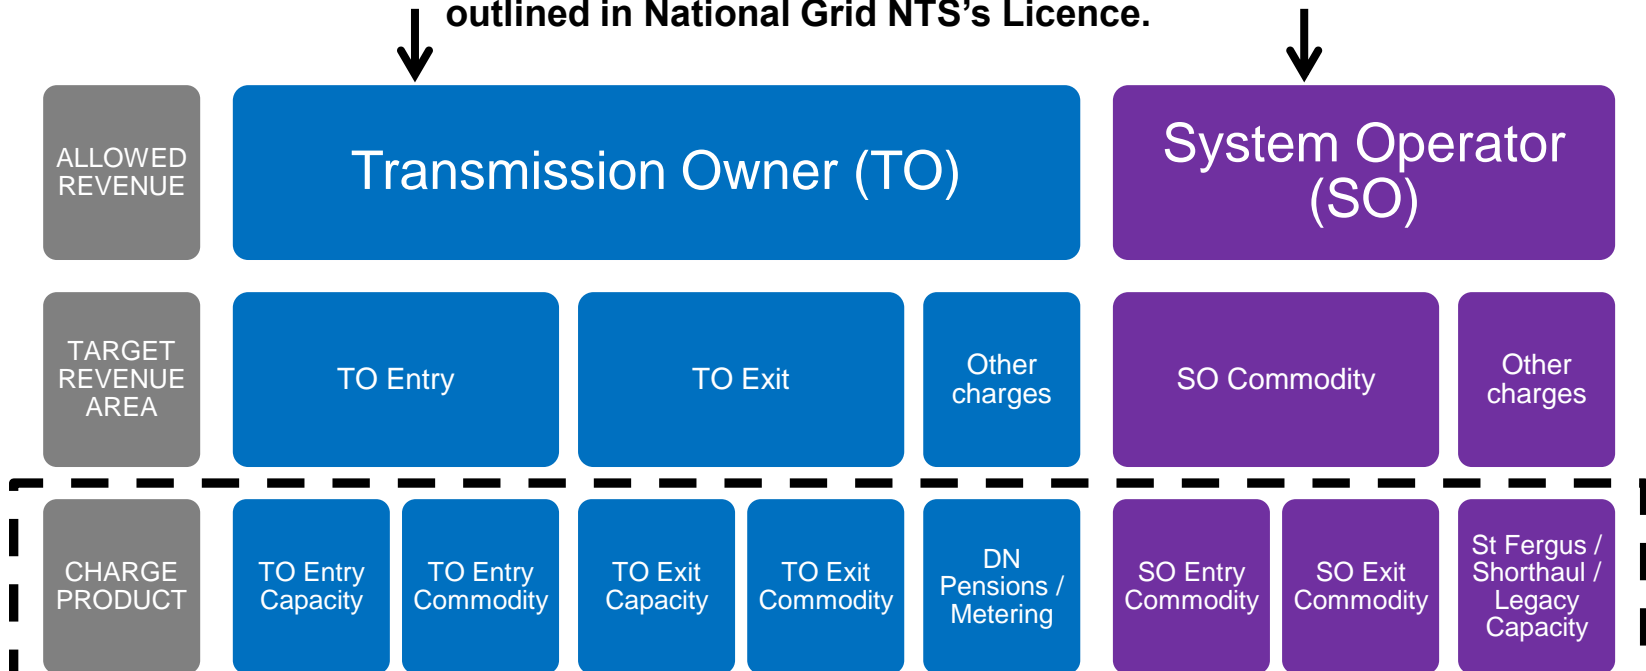 outlined in National Grid NTS's Licence.
ALLOWED
REVENUE
Transmission Owner (TO)
System Operator
(SO)
TARGET
REVENUE
AREA
TO Entry
TO Exit
Other
charges
SO Commodity
Other
charges
CHARGE
PRODUCT
TO Entry
Capacity
TO Entry
Commodity
TO Exit
Capacity
TO Exit
Commodity
DN
Pensions /
Metering
SO Entry
Commodity
SO Exit
Commodity
St Fergus /
Shorthaul /
Legacy
Capacity